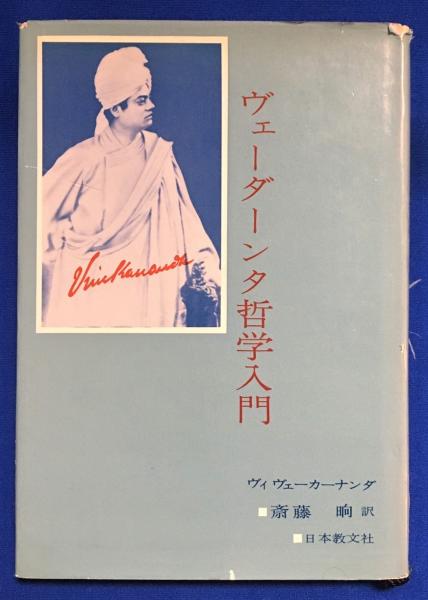 ヴェーダーンタ哲学入門
Vivekananda
ヴィヴェーカーナンダ
■斎藤 晌 訳
■日本教文社